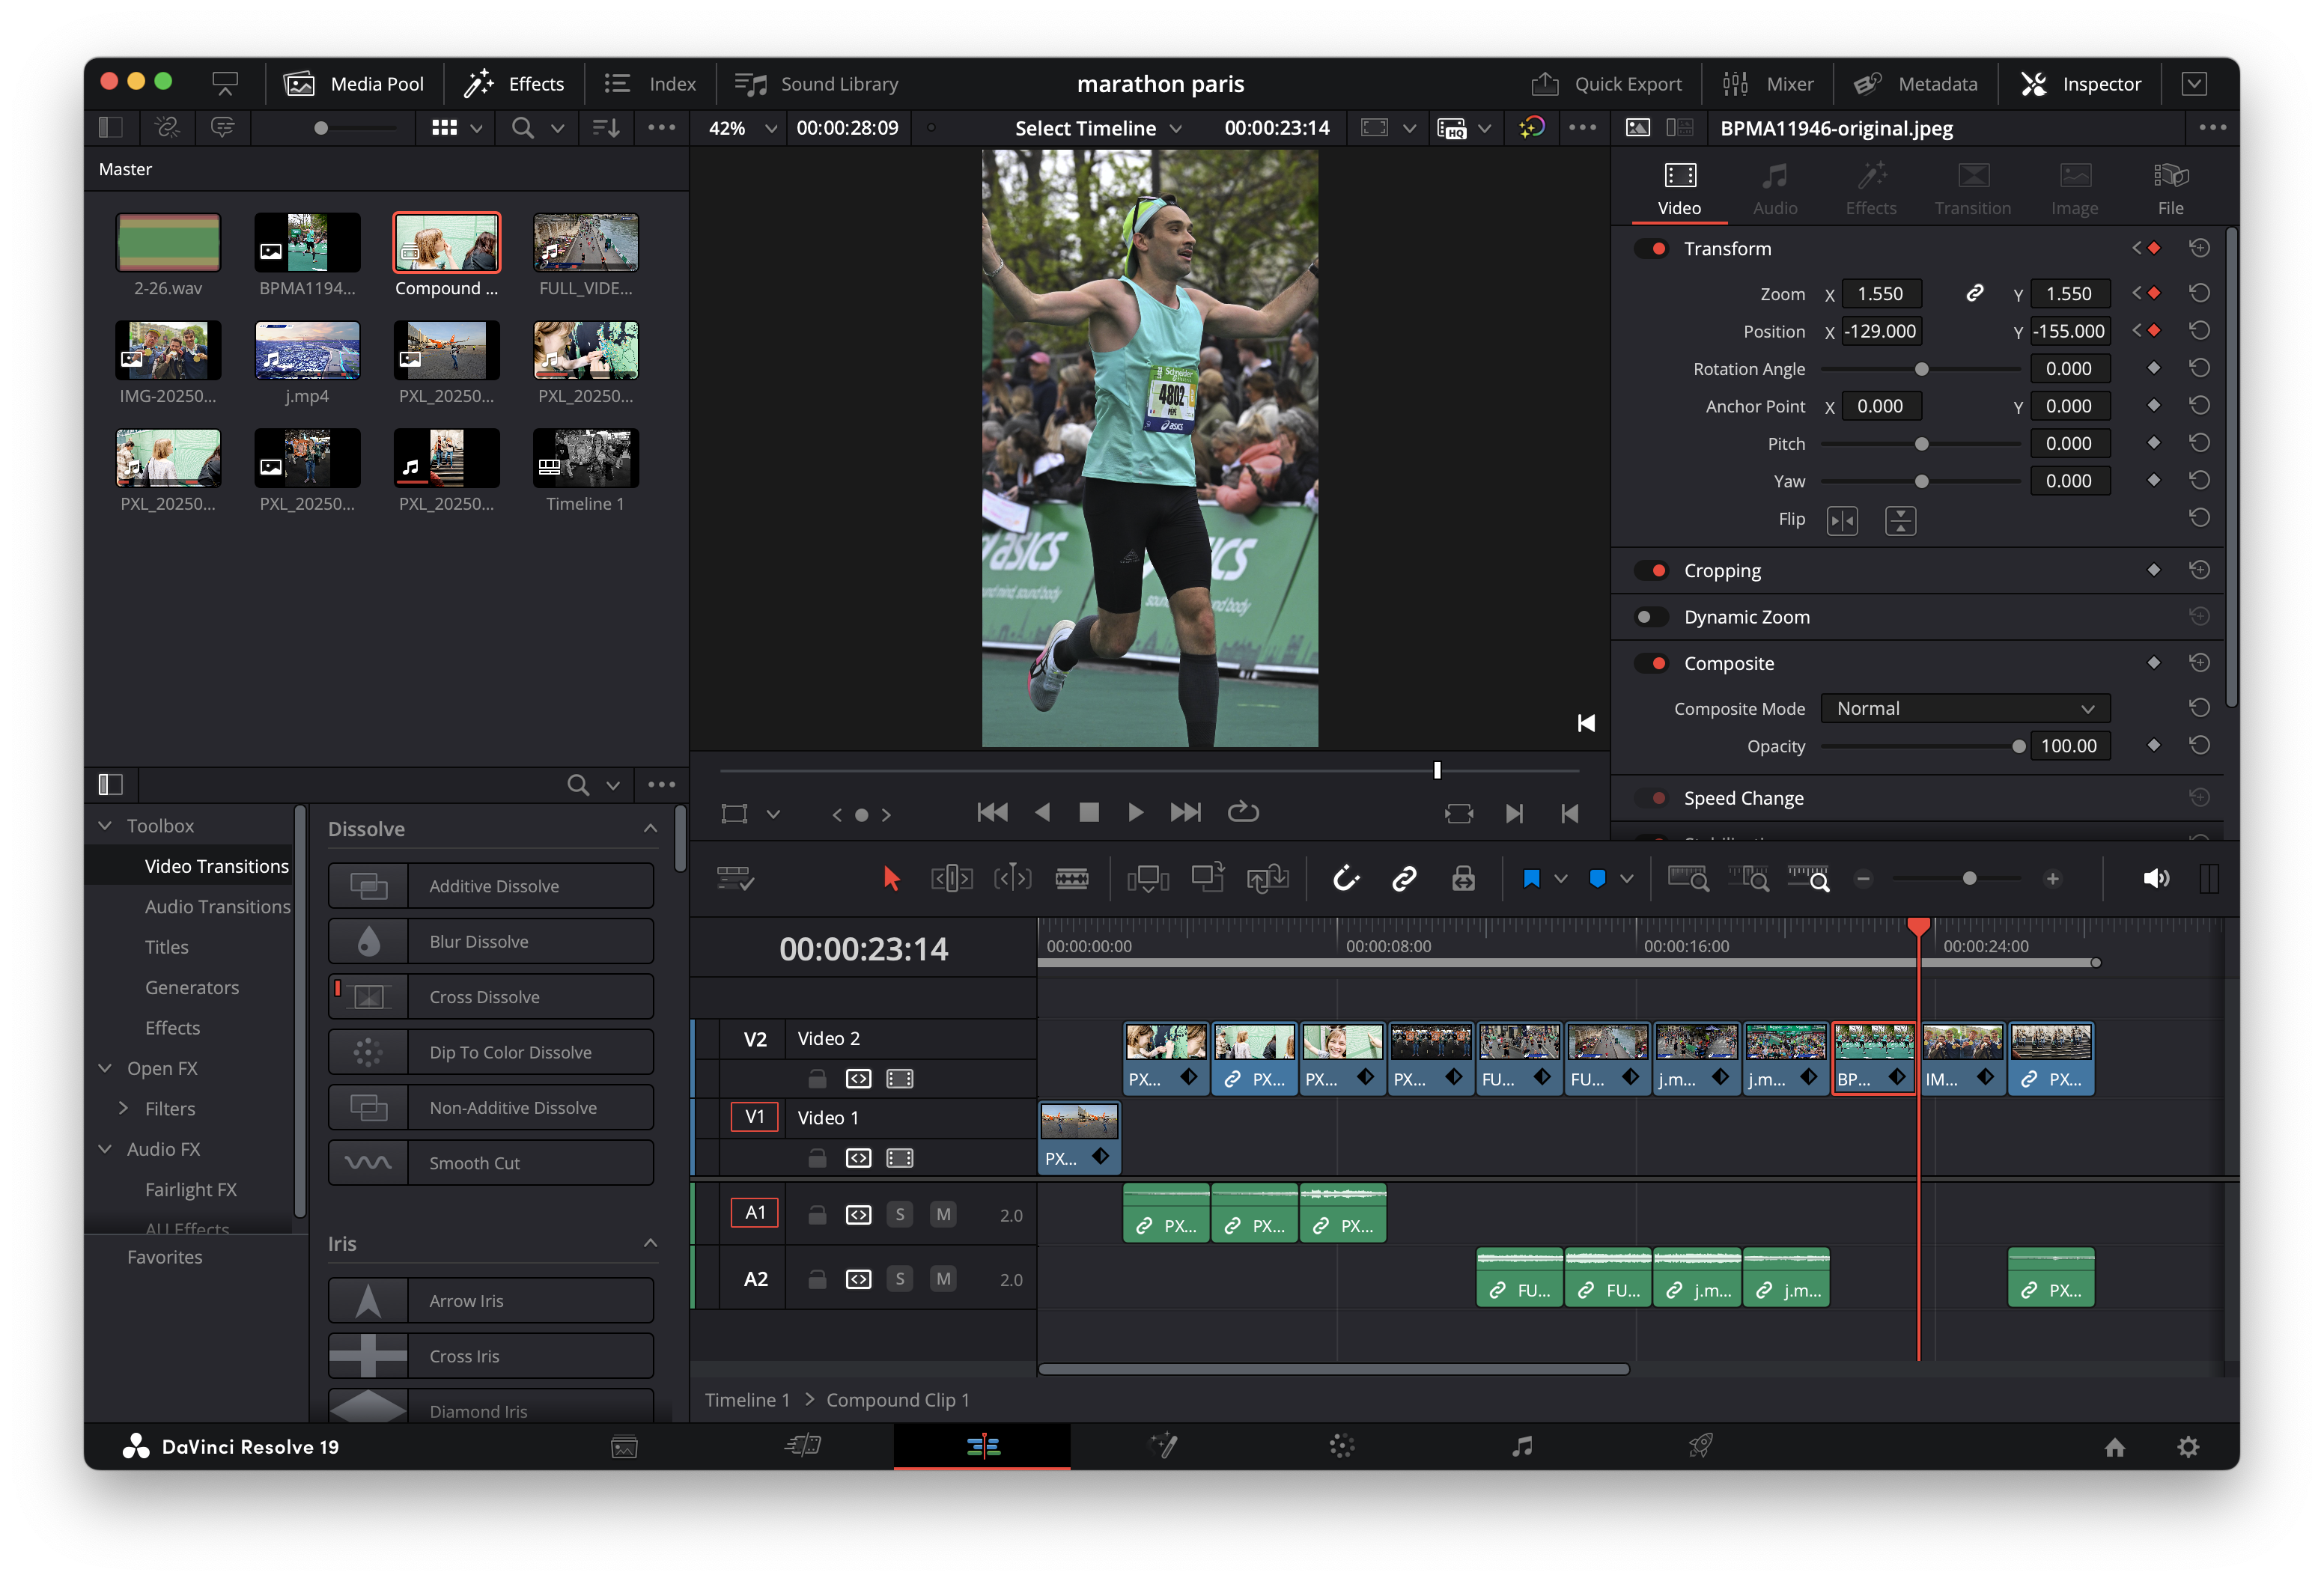 Media Pool
Effects
Index
Sound Library
marathon paris
Quick Export
Mixer
Metadata
Inspector
42%
00:00:28:09
Select Timeline
00:00:23:14
HQ
BPMA11946-original.jpeg
Master
2-26.wav
BPMA1194...
Compound ...
FULL_VIDE...
IMG-20250...
j.mp4
PXL_20250...
PXL_20250...
PXL_20250...
PXL_20250...
PXL_20250...
Timeline 1
Schneider
4802
asics
asics
sound mind, sound body
Video
Audio
Effects
Transition
Image
File
Transform
Zoom X 1.550 Y 1.550
Position X -129.000 Y -155.000
Rotation Angle 0.000
Anchor Point X 0.000 Y 0.000
Pitch 0.000
Yaw 0.000
Flip
Cropping
Dynamic Zoom
Composite
Composite Mode Normal
Opacity 100.00
Speed Change
Toolbox
Video Transitions
Audio Transitions
Titles
Generators
Effects
Open FX
Filters
Audio FX
Fairlight FX
All Effects
Favorites
Dissolve
Additive Dissolve
Blur Dissolve
Cross Dissolve
Dip To Color Dissolve
Non-Additive Dissolve
Smooth Cut
Iris
Arrow Iris
Cross Iris
Diamond Iris
00:00:23:14
00:00:00:00
00:00:08:00
00:00:16:00
00:00:24:00
V2 Video 2
PX... PX... PX... PX... FU... FU... j.m... j.m... BP... IM... PX...
V1 Video 1
PX...
A1 S M 2.0
PX... PX... PX...
A2 S M 2.0
FU... FU... j.m... j.m... PX...
Timeline 1 > Compound Clip 1
DaVinci Resolve 19